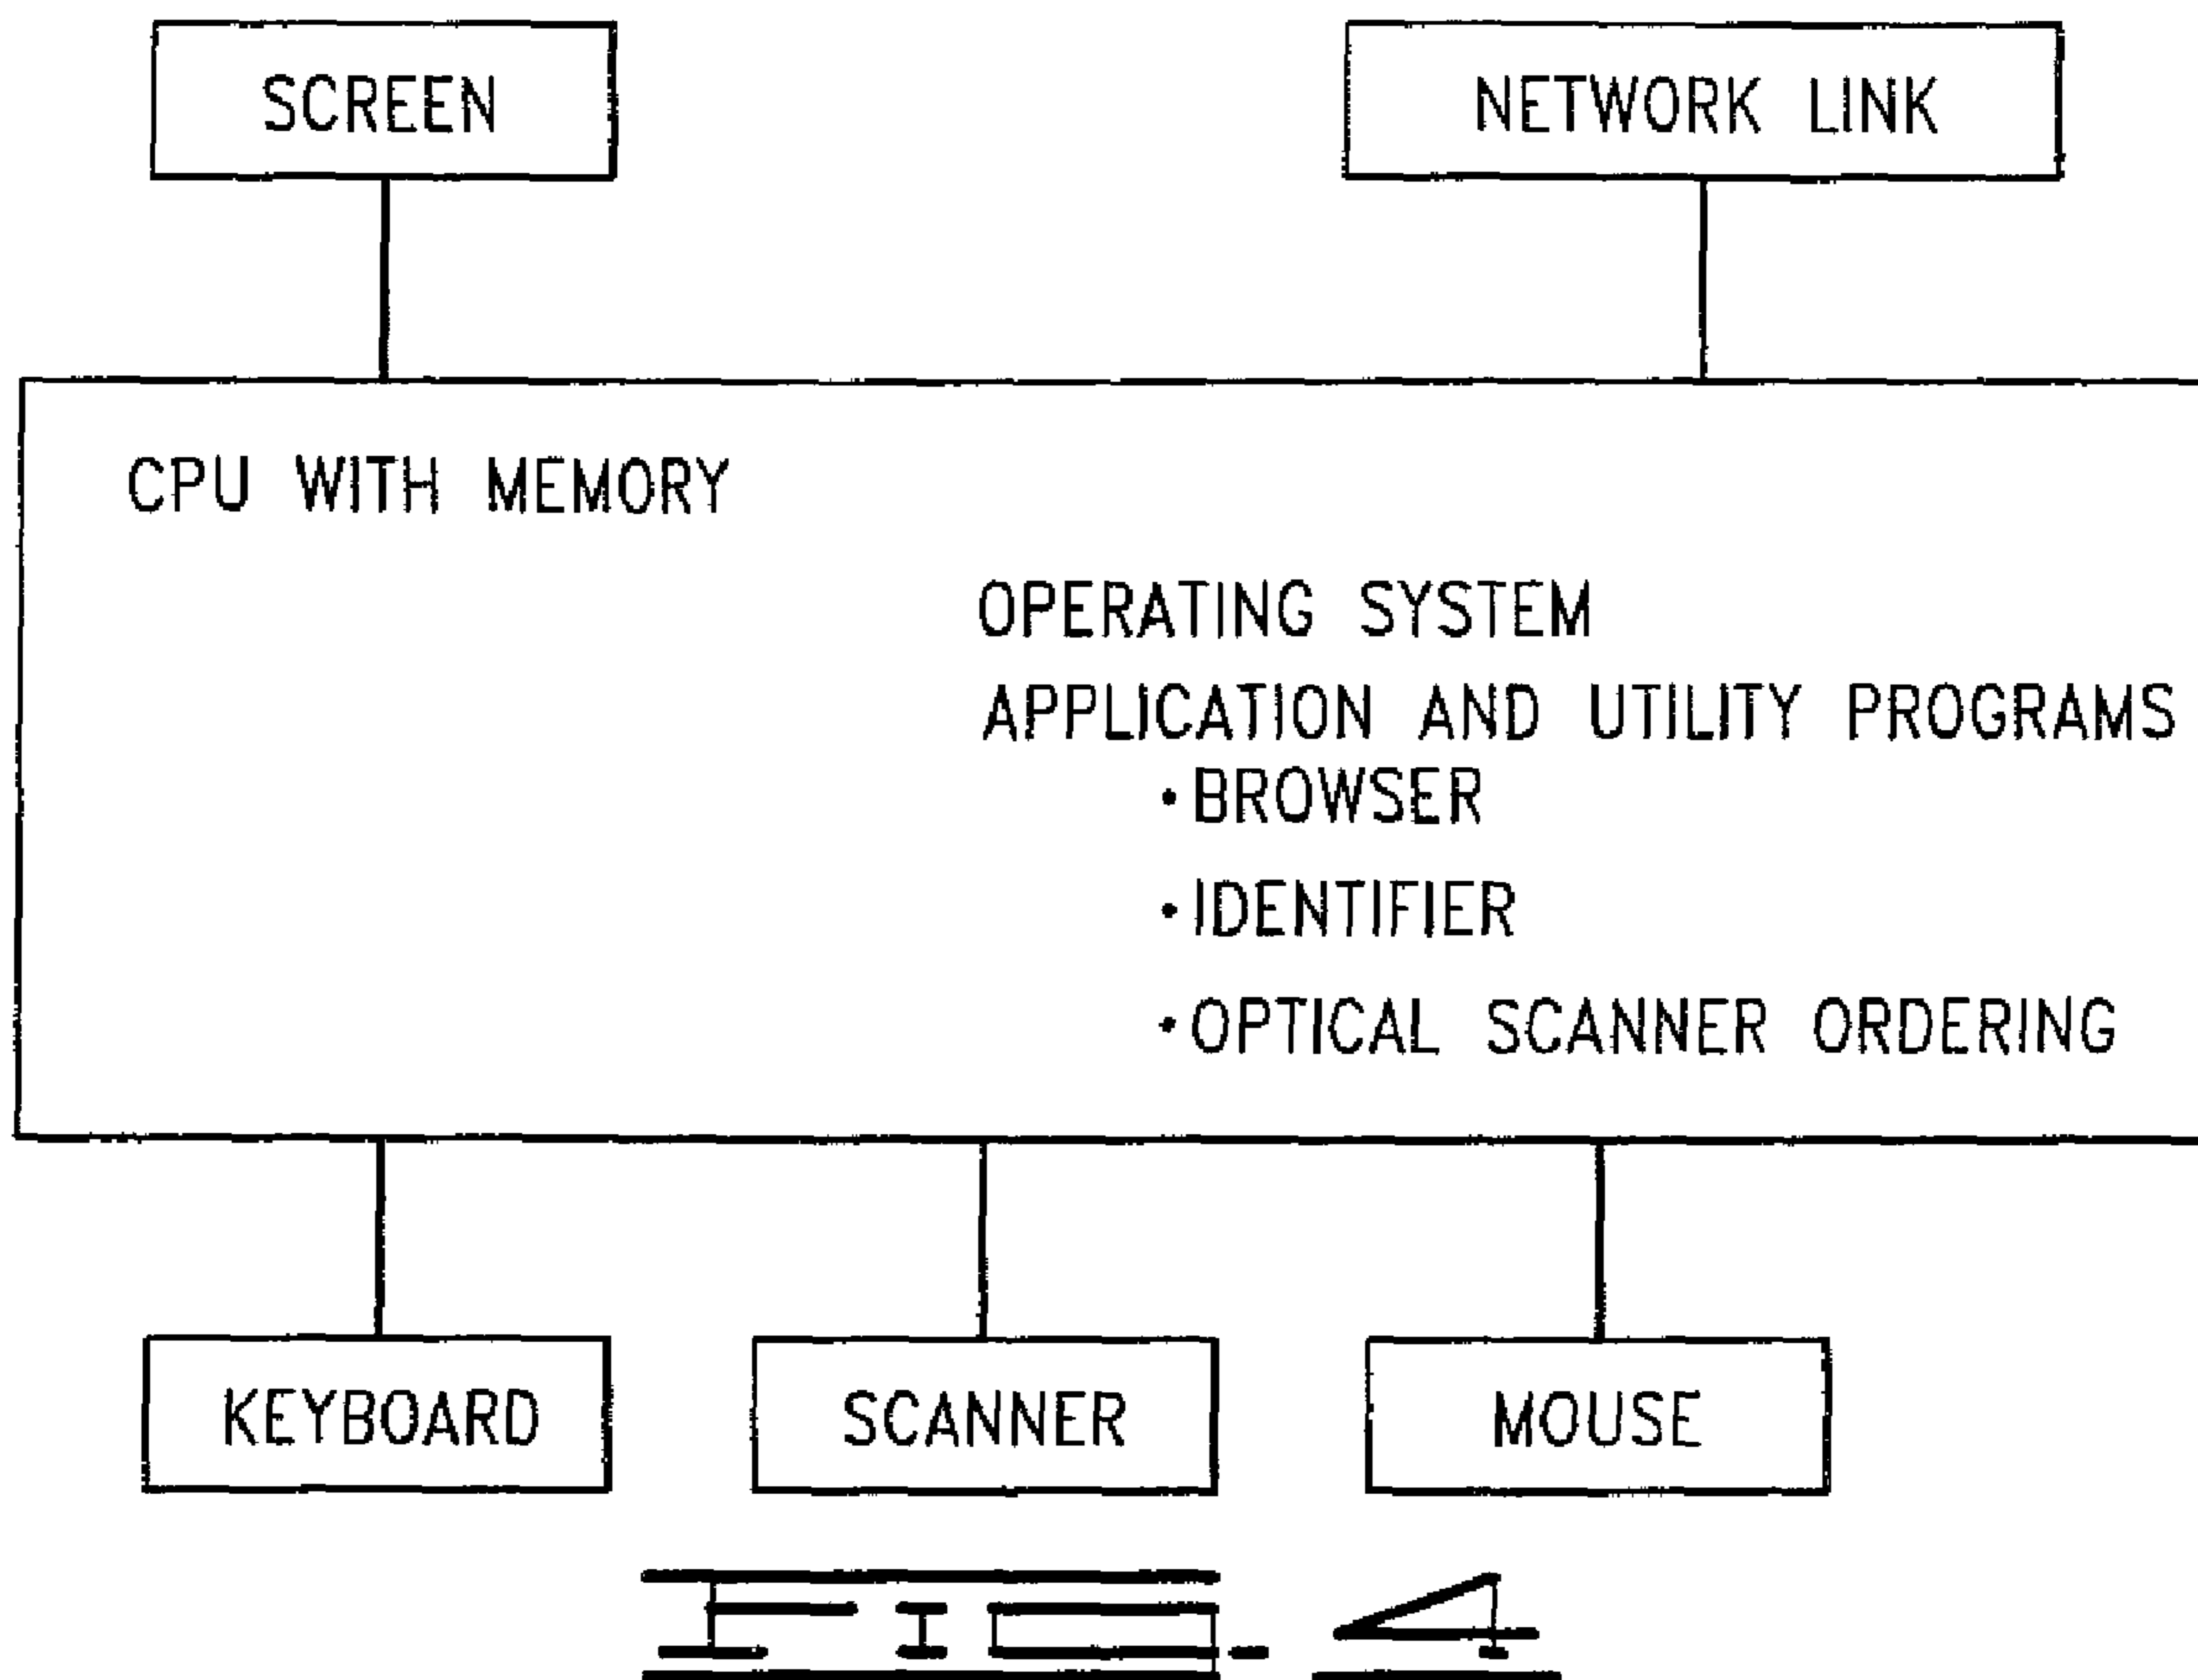 SCREEN
NETWORK LINK
CPU WITH MEMORY
OPERATING SYSTEM
APPLICATION AND UTILITY PROGRAMS
•BROWSER
•IDENTIFIER
•OPTICAL SCANNER ORDERING
KEYBOARD
SCANNER
MOUSE
FIG. 4